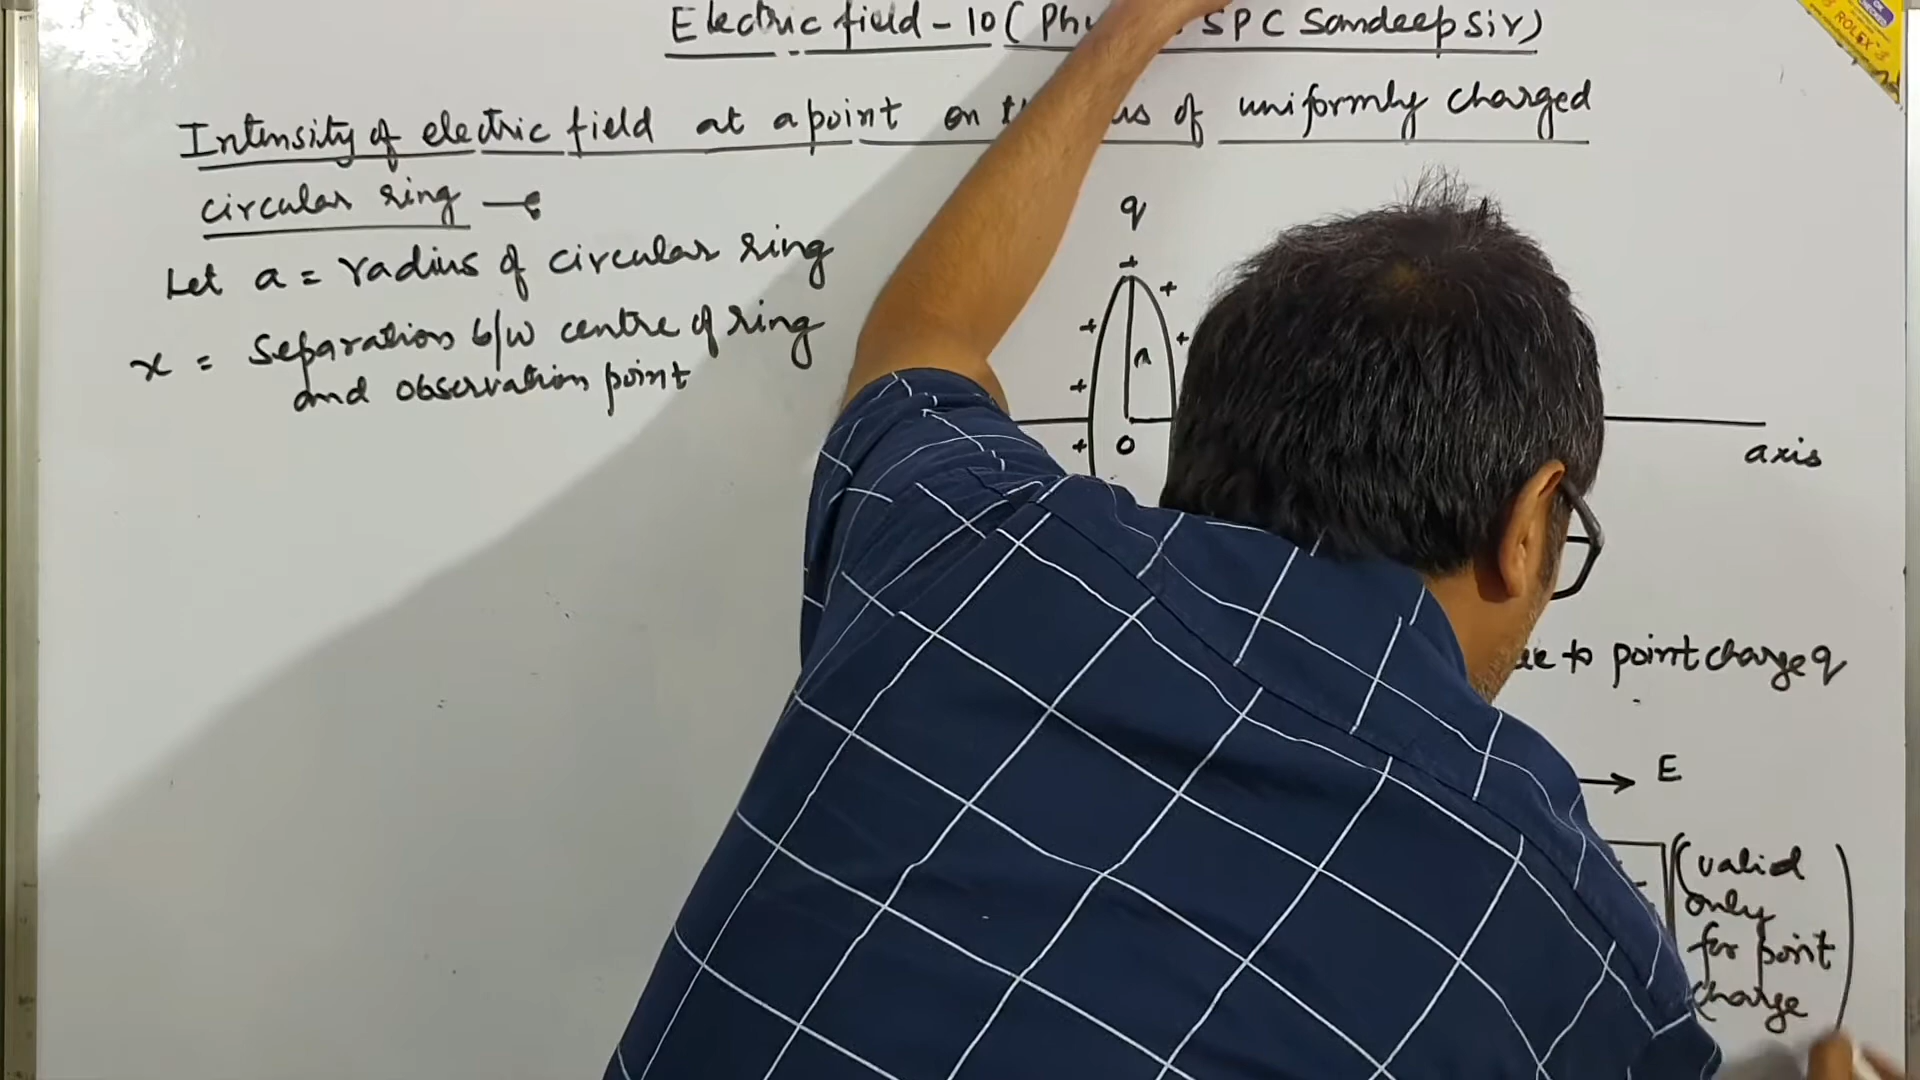 Electric field - 10 ( Phy SPC Sandeep Sir)
Intensity of electric field at a point on of uniformly charged
circular ring
Let a = radius of circular ring
x = Separation b/w centre of ring
and observation point
q
+ + + + + + +
a
O
axis
to point charge q
E
(valid
only
for point
charge)
ROLEX